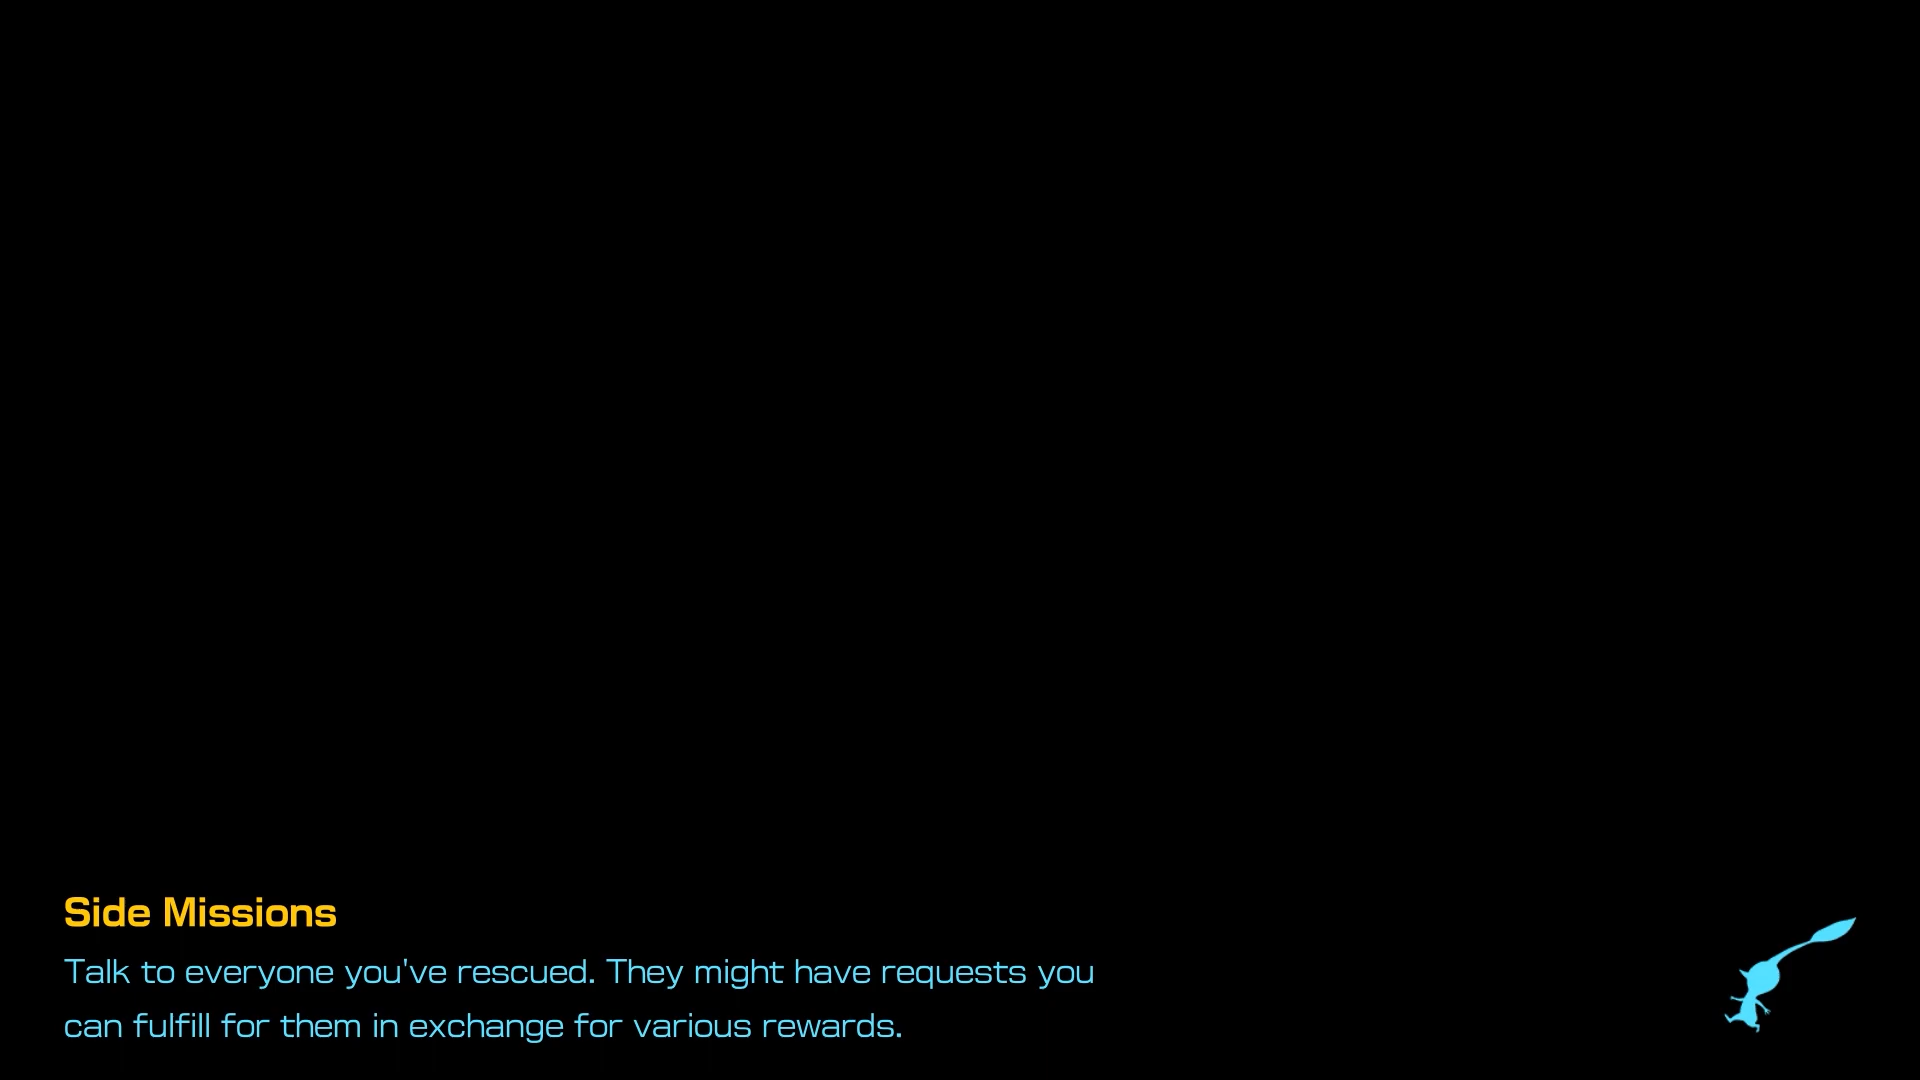 Side Missions
Talk to everyone you've rescued. They might have requests you
can fulfill for them in exchange for various rewards.